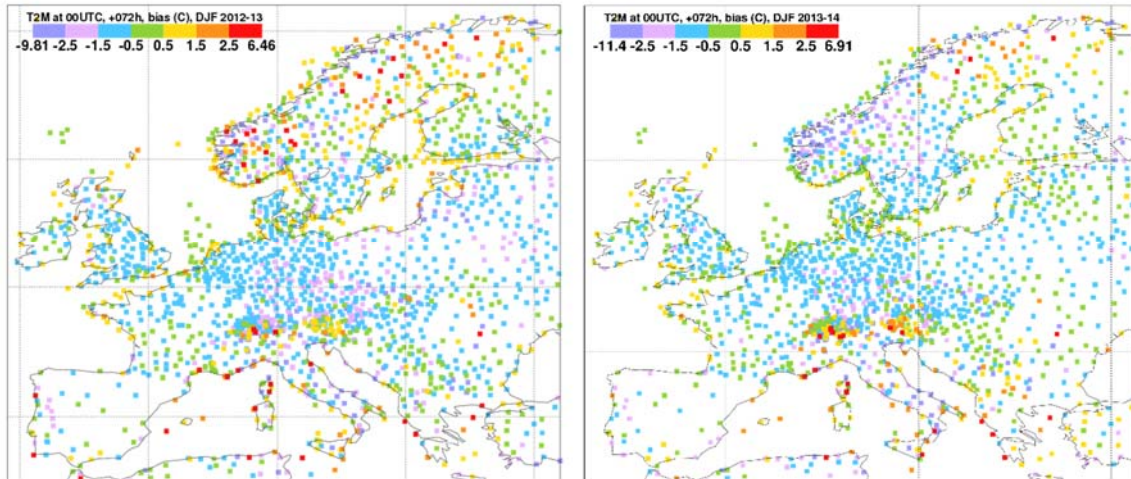 T2M at 00UTC, +072h, bias (C), DJF 2012-13
-9.81 -2.5 -1.5 -0.5 0.5 1.5 2.5 6.46
T2M at 00UTC, +072h, bias (C), DJF 2013-14
-11.4 -2.5 -1.5 -0.5 0.5 1.5 2.5 6.91